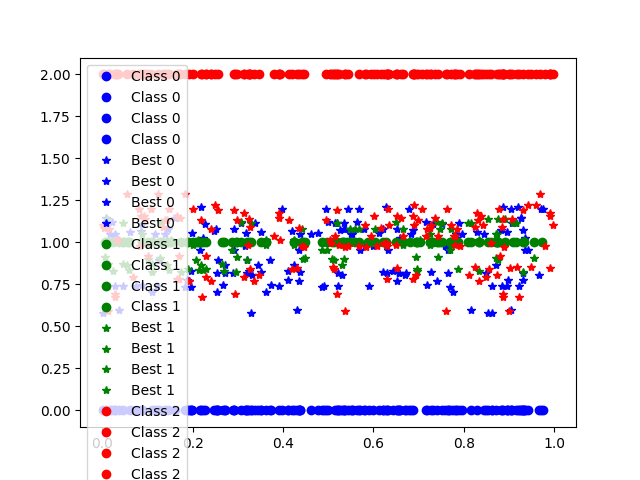 2.00
1.75
1.50
1.25
1.00
0.75
0.50
0.25
0.00
Class 0
Class 0
Class 0
Class 0
Best 0
Best 0
Best 0
Best 0
Class 1
Class 1
Class 1
Class 1
Best 1
Best 1
Best 1
Best 1
Class 2
Class 2
Class 2
Class 2
0.0 0.2 0.4 0.6 0.8 1.0